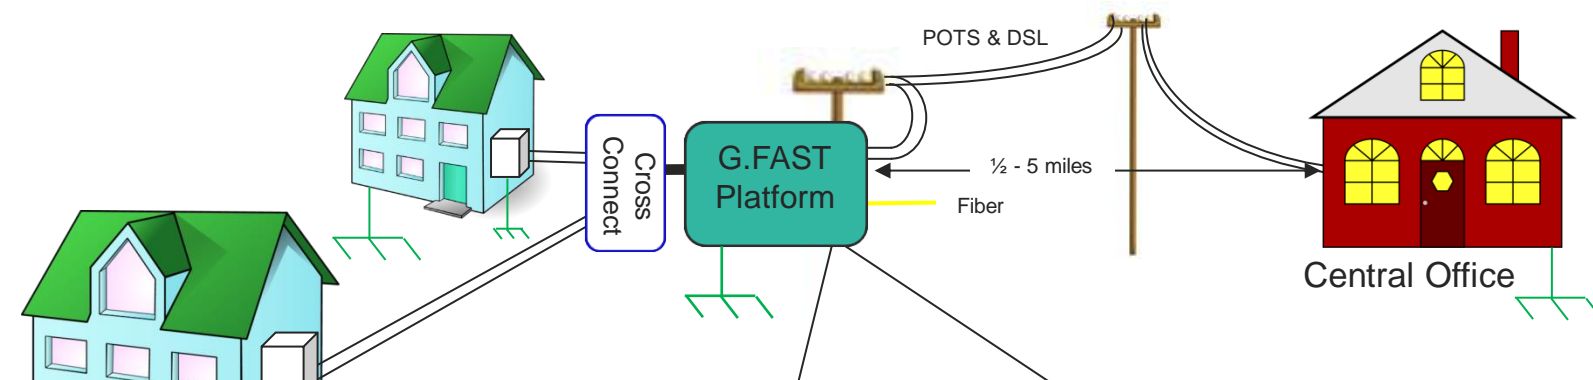 POTS & DSL
Cross
Connect
G.FAST
Platform
½ - 5 miles
Fiber
Central Office